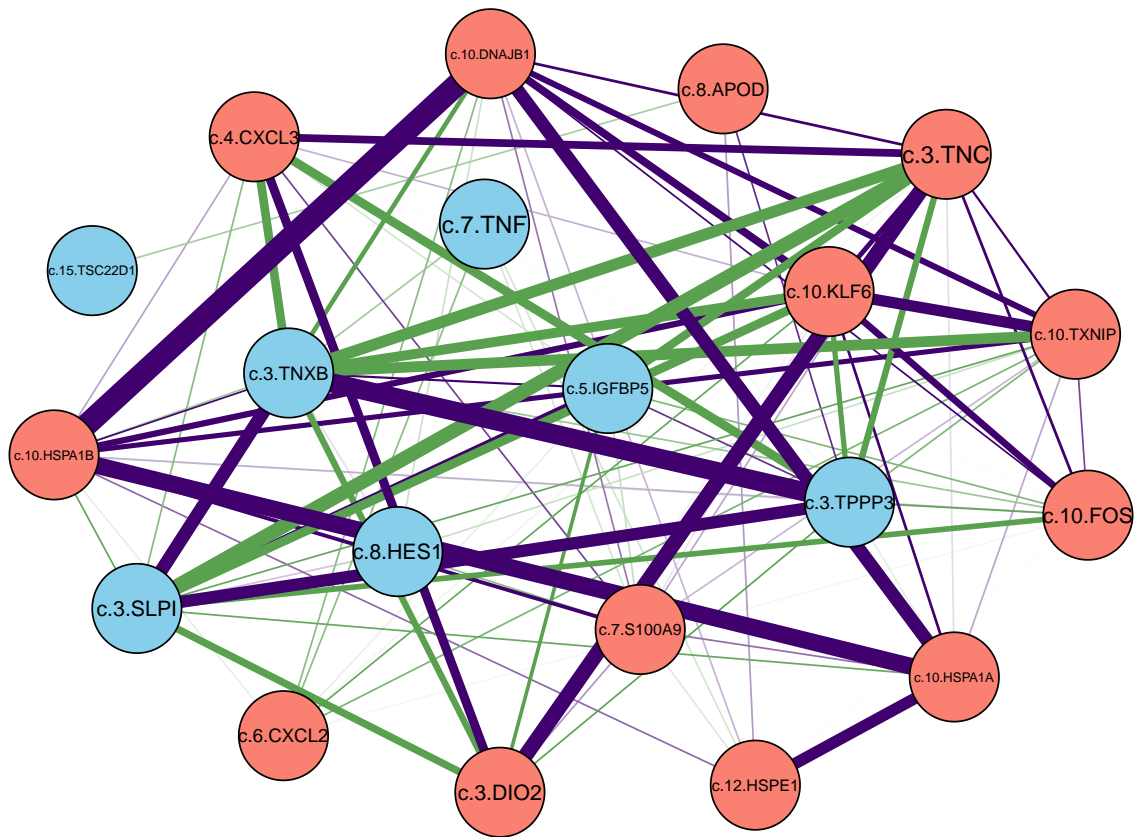 c.10.DNAJB1
c.8.APOD
c.4.CXCL3
c.3.TNC
c.7.TNF
c.15.TSC22D1
c.10.KLF6
c.10.TXNIP
c.3.TNXB
c.5.IGFBP5
c.10.HSPA1B
c.3.TPPP3
c.10.FOS
c.8.HES1
c.3.SLPI
c.7.S100A9
c.10.HSPA1A
c.6.CXCL2
c.12.HSPE1
c.3.DIO2